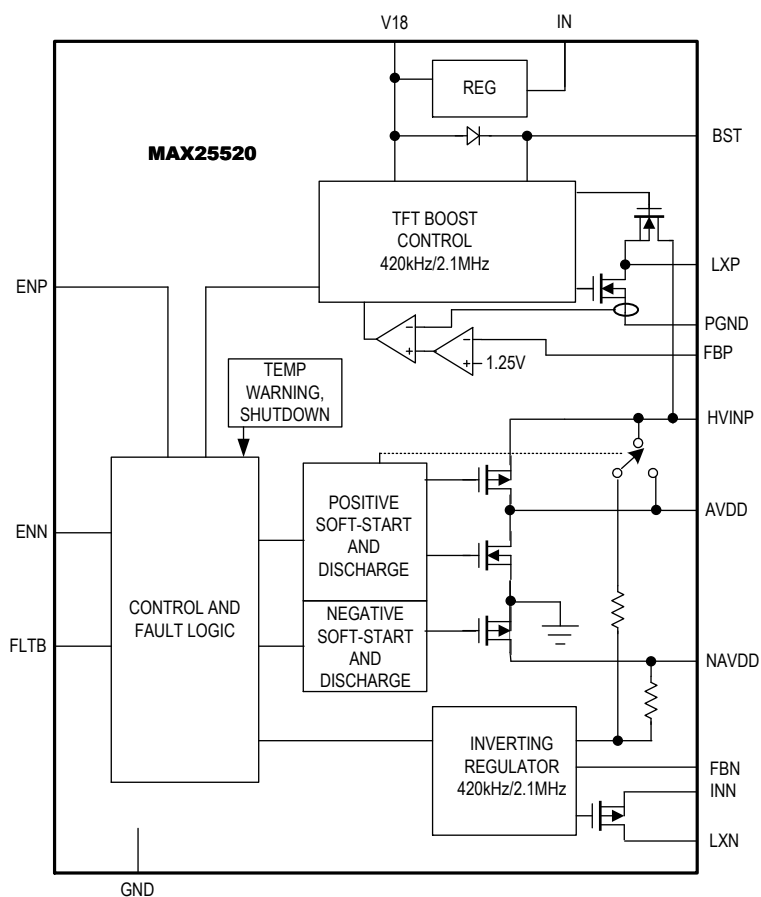 V18
IN
REG
MAX25520
BST
TFT BOOST
CONTROL
420kHz/2.1MHz
LXP
ENP
PGND
-
-
FBP
+
+
1.25V
TEMP
WARNING,
SHUTDOWN
HVINP
POSITIVE
SOFT-START
AND
DISCHARGE
AVDD
ENN
CONTROL AND
FAULT LOGIC
NEGATIVE
SOFT-START
AND
DISCHARGE
FLTB
NAVDD
INVERTING
REGULATOR
420kHz/2.1MHz
FBN
INN
LXN
GND